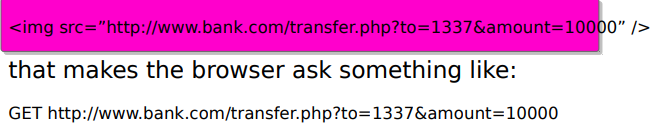 <img src=”http://www.bank.com/transfer.php?to=1337&amount=10000” />
that makes the browser ask something like:
GET http://www.bank.com/transfer.php?to=1337&amount=10000